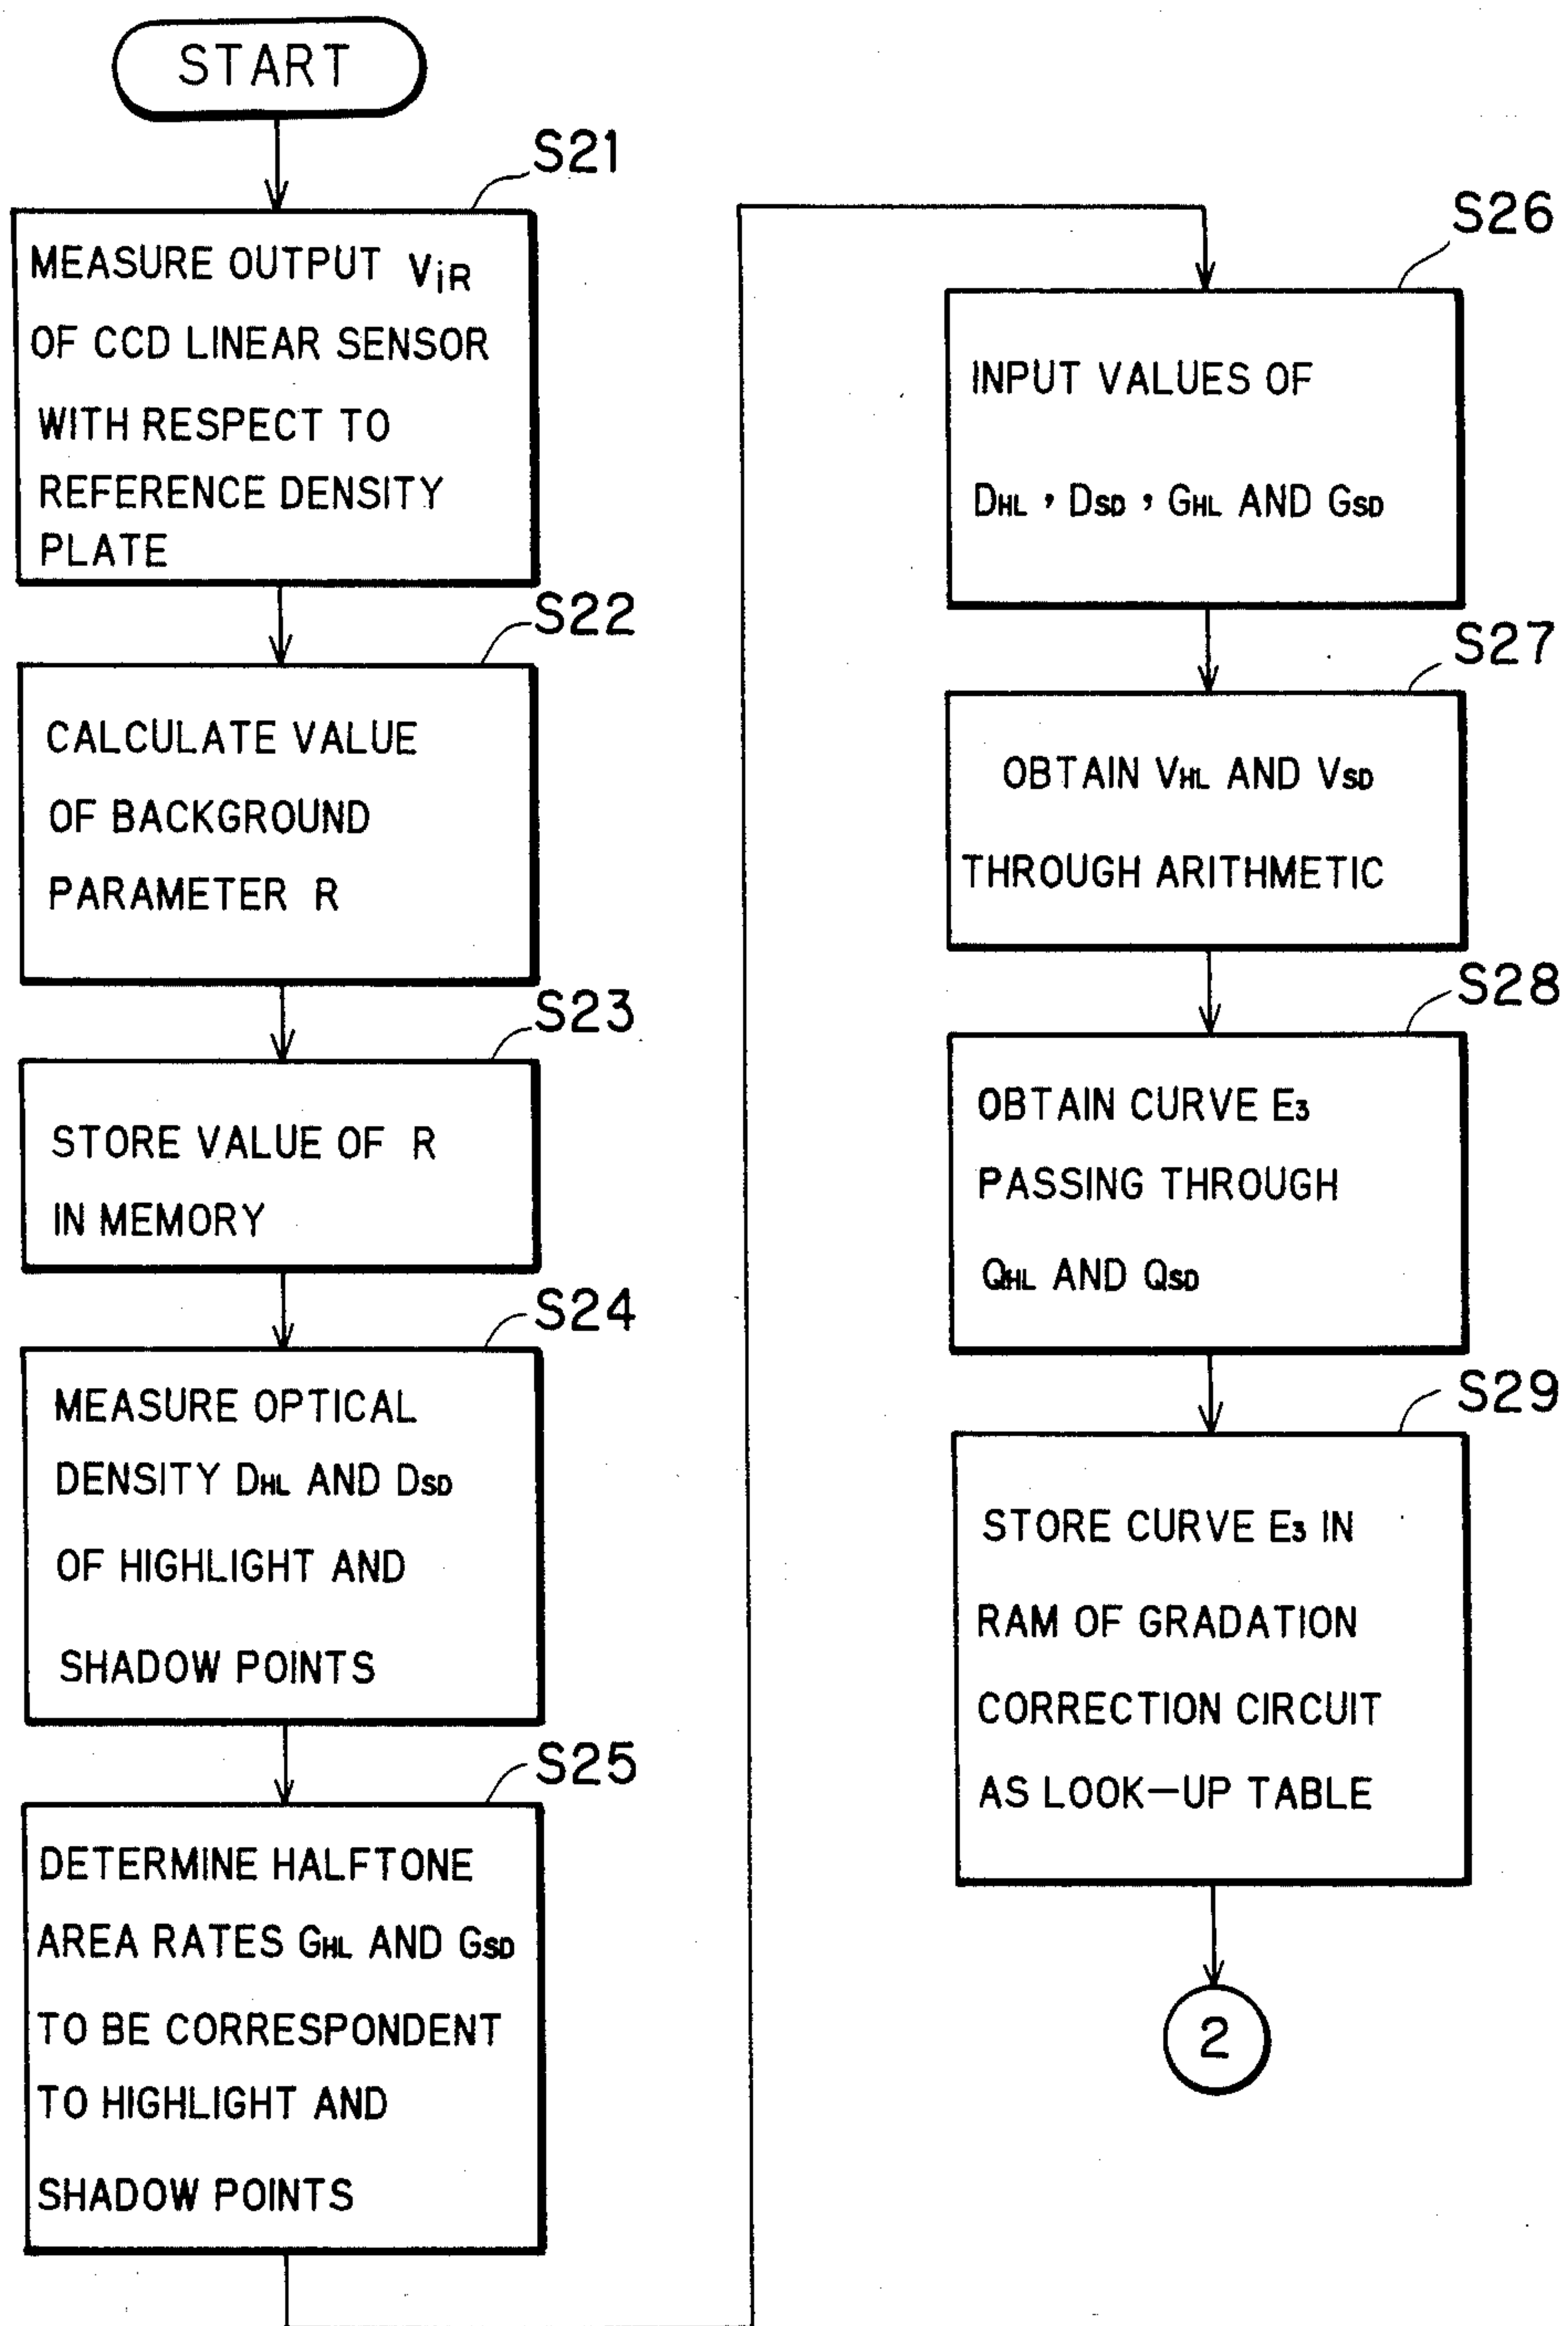 START
S21
MEASURE OUTPUT ViR
OF CCD LINEAR SENSOR
WITH RESPECT TO
REFERENCE DENSITY
PLATE
S22
CALCULATE VALUE
OF BACKGROUND
PARAMETER R
S23
STORE VALUE OF R
IN MEMORY
S24
MEASURE OPTICAL
DENSITY DHL AND DSD
OF HIGHLIGHT AND
SHADOW POINTS
S25
DETERMINE HALFTONE
AREA RATES GHL AND GSD
TO BE CORRESPONDENT
TO HIGHLIGHT AND
SHADOW POINTS
S26
INPUT VALUES OF
DHL, DSD, GHL AND GSD
S27
OBTAIN VHL AND VSD
THROUGH ARITHMETIC
S28
OBTAIN CURVE E3
PASSING THROUGH
QHL AND QSD
S29
STORE CURVE E3 IN
RAM OF GRADATION
CORRECTION CIRCUIT
AS LOOK-UP TABLE
2